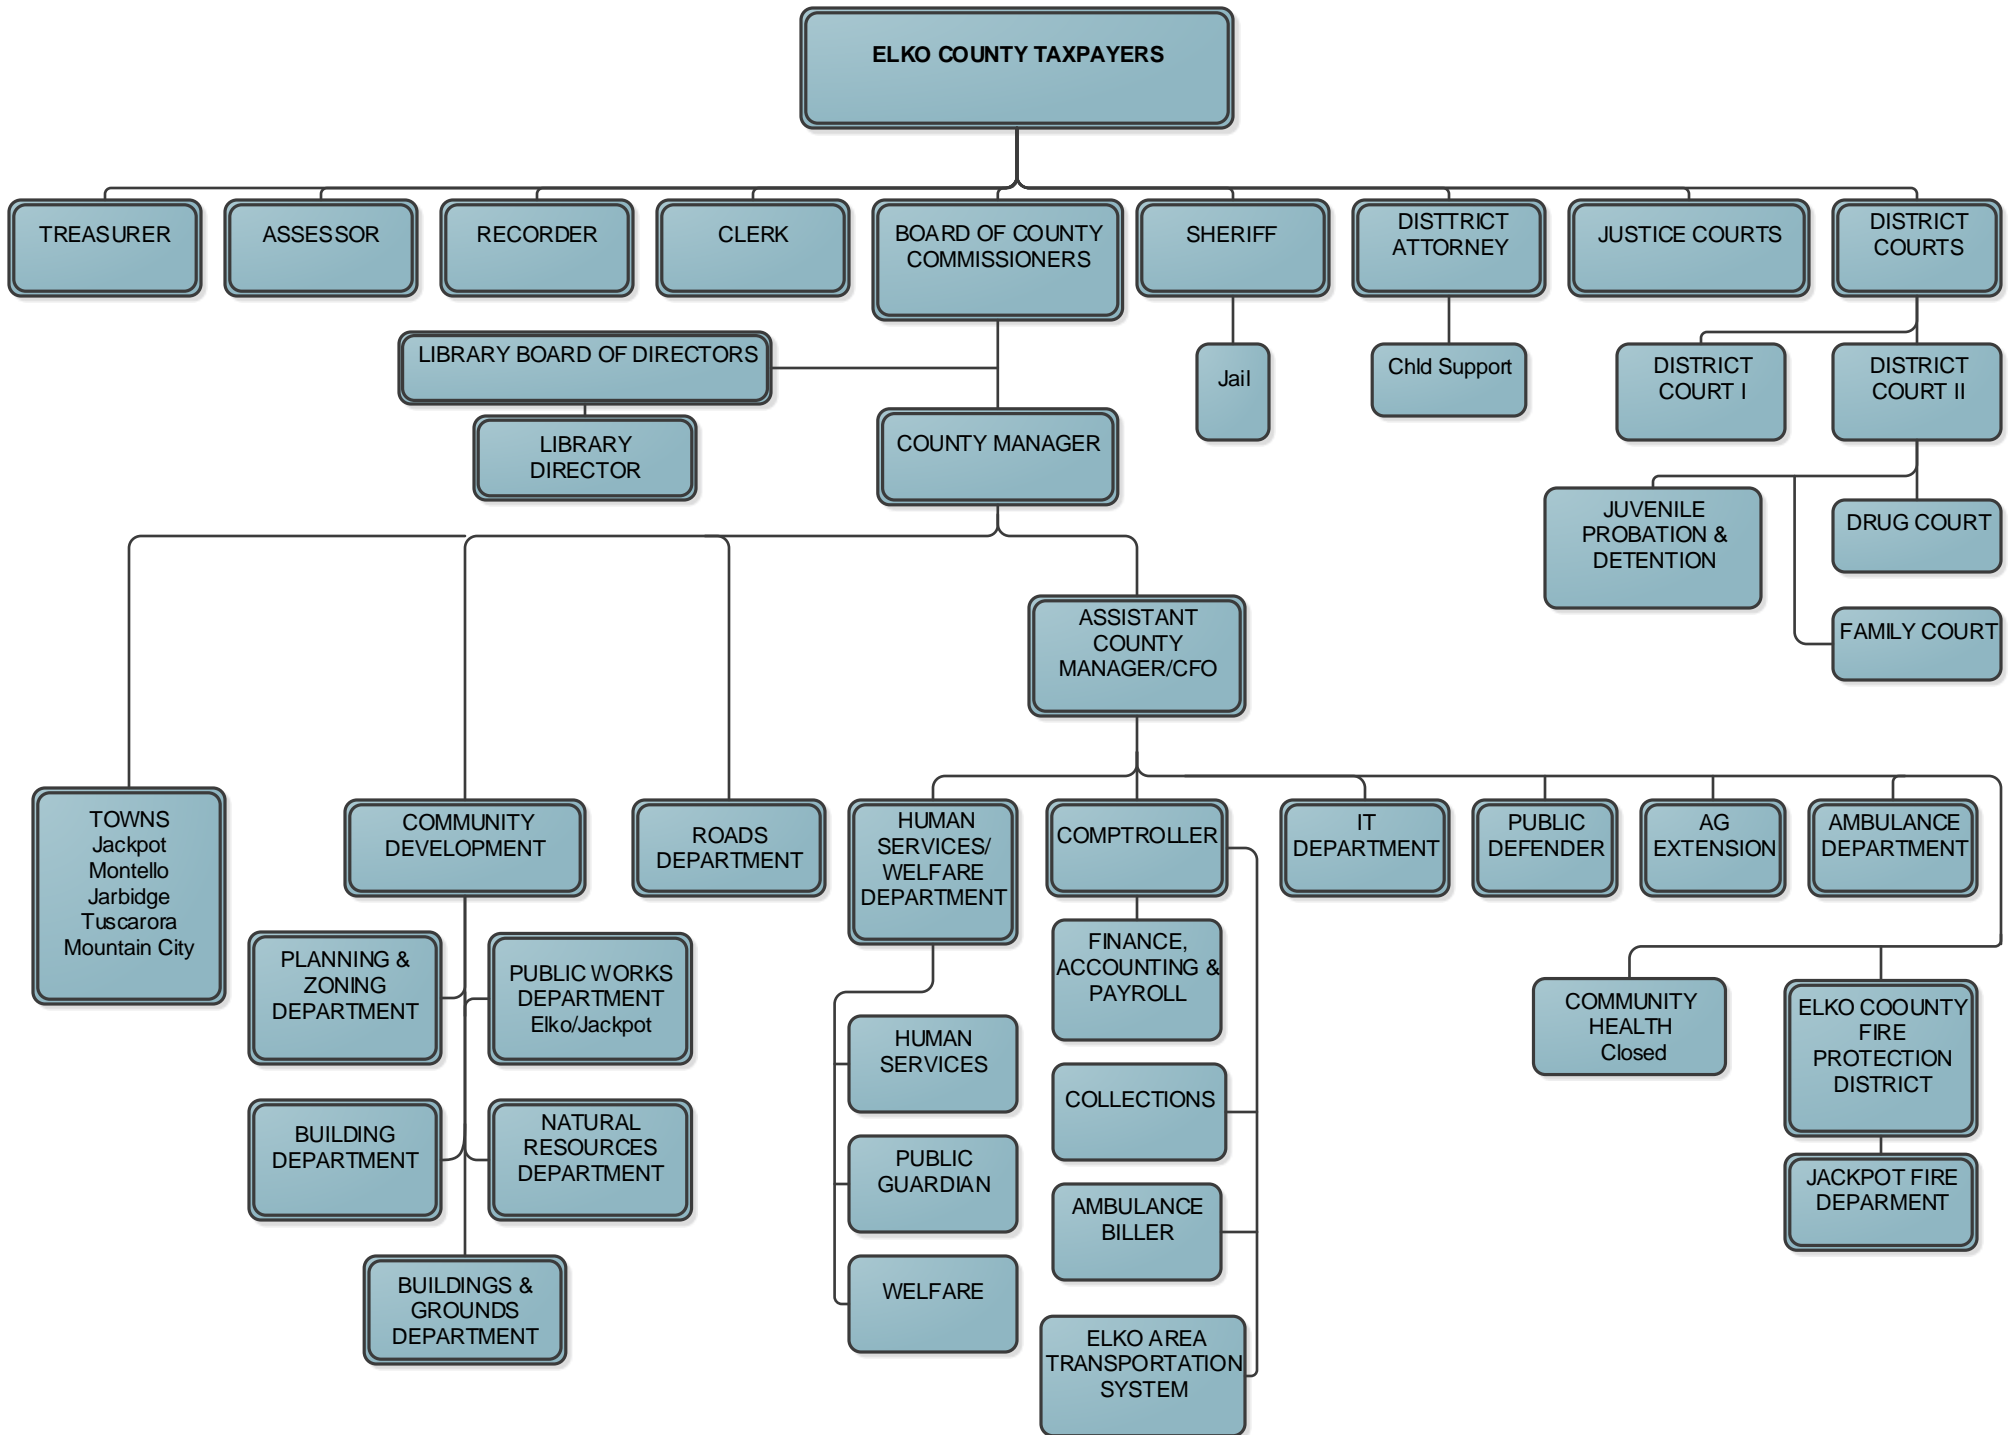 ELKO COUNTY TAXPAYERS
TREASURER
ASSESSOR
RECORDER
CLERK
BOARD OF COUNTY
COMMISSIONERS
SHERIFF
DISTTRICT
ATTORNEY
JUSTICE COURTS
DISTRICT
COURTS
LIBRARY BOARD OF DIRECTORS
LIBRARY
DIRECTOR
COUNTY MANAGER
Jail
Chld Support
DISTRICT
COURT I
DISTRICT
COURT II
JUVENILE
PROBATION &
DETENTION
DRUG COURT
FAMILY COURT
ASSISTANT
COUNTY
MANAGER/CFO
TOWNS
Jackpot
Montello
Jarbidge
Tuscarora
Mountain City
COMMUNITY
DEVELOPMENT
ROADS
DEPARTMENT
HUMAN
SERVICES/
WELFARE
DEPARTMENT
COMPTROLLER
IT
DEPARTMENT
PUBLIC
DEFENDER
AG
EXTENSION
AMBULANCE
DEPARTMENT
PLANNING &
ZONING
DEPARTMENT
PUBLIC WORKS
DEPARTMENT
Elko/Jackpot
BUILDING
DEPARTMENT
NATURAL
RESOURCES
DEPARTMENT
BUILDINGS &
GROUNDS
DEPARTMENT
HUMAN
SERVICES
PUBLIC
GUARDIAN
WELFARE
FINANCE,
ACCOUNTING &
PAYROLL
COLLECTIONS
AMBULANCE
BILLER
ELKO AREA
TRANSPORTATION
SYSTEM
COMMUNITY
HEALTH
Closed
ELKO COOUNTY
FIRE
PROTECTION
DISTRICT
JACKPOT FIRE
DEPARMENT